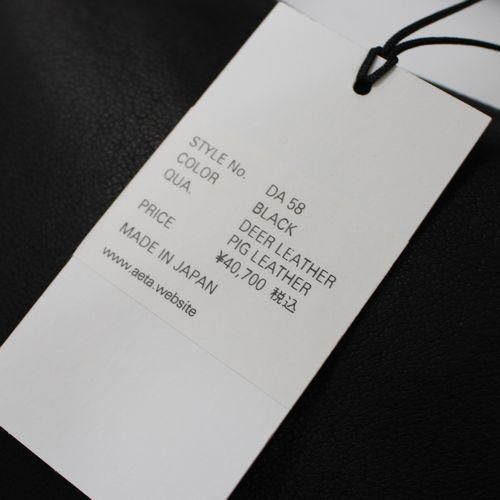 STYLE No. DA 58
COLOR BLACK
QUA. DEER LEATHER
PIG LEATHER
PRICE ¥40,700 税込
MADE IN JAPAN
www.aeta.website